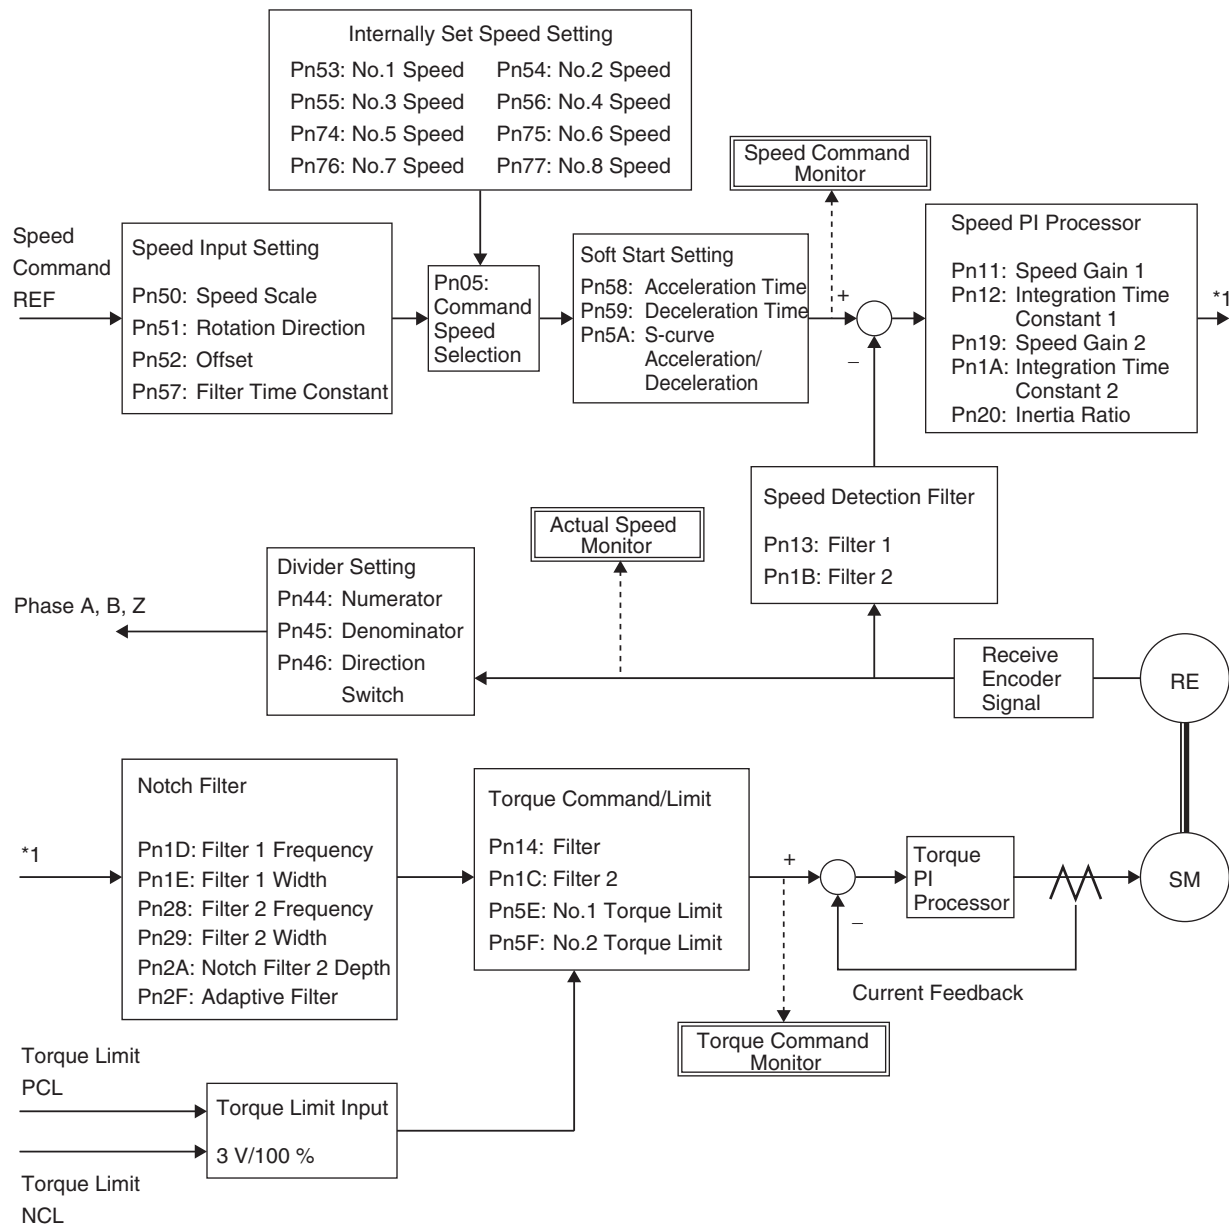 Internally Set Speed Setting
Pn53: No.1 Speed Pn54: No.2 Speed
Pn55: No.3 Speed Pn56: No.4 Speed
Pn74: No.5 Speed Pn75: No.6 Speed
Pn76: No.7 Speed Pn77: No.8 Speed
Speed Command
Monitor
Speed
Command
REF
Speed Input Setting
Pn50: Speed Scale
Pn51: Rotation Direction
Pn52: Offset
Pn57: Filter Time Constant
Pn05:
Command
Speed
Selection
Soft Start Setting
Pn58: Acceleration Time
Pn59: Deceleration Time
Pn5A: S-curve
Acceleration/
Deceleration
+
−
Speed PI Processor
Pn11: Speed Gain 1
Pn12: Integration Time
Constant 1
Pn19: Speed Gain 2
Pn1A: Integration Time
Constant 2
Pn20: Inertia Ratio
*1
Speed Detection Filter
Pn13: Filter 1
Pn1B: Filter 2
Actual Speed
Monitor
Divider Setting
Pn44: Numerator
Pn45: Denominator
Pn46: Direction
Switch
Phase A, B, Z
Receive
Encoder
Signal
RE
*1
Notch Filter
Pn1D: Filter 1 Frequency
Pn1E: Filter 1 Width
Pn28: Filter 2 Frequency
Pn29: Filter 2 Width
Pn2A: Notch Filter 2 Depth
Pn2F: Adaptive Filter
Torque Command/Limit
Pn14: Filter
Pn1C: Filter 2
Pn5E: No.1 Torque Limit
Pn5F: No.2 Torque Limit
+
−
Torque
PI
Processor
SM
Current Feedback
Torque Command
Monitor
Torque Limit
PCL
Torque Limit Input
3 V/100 %
Torque Limit
NCL